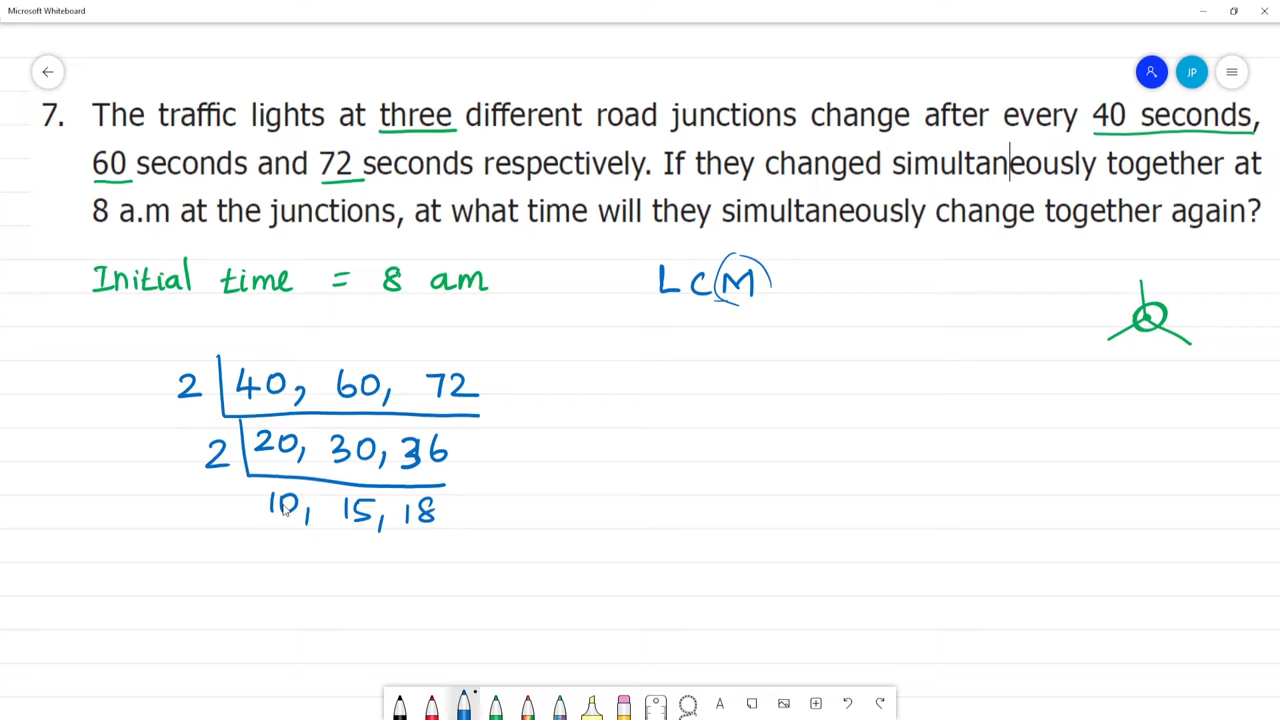 Microsoft Whiteboard
JP
7. The traffic lights at three different road junctions change after every 40 seconds,
60 seconds and 72 seconds respectively. If they changed simultaneously together at
8 a.m at the junctions, at what time will they simultaneously change together again?
Initial time = 8 am LCM
2 40, 60, 72
2 20, 30, 36
10, 15, 18
A